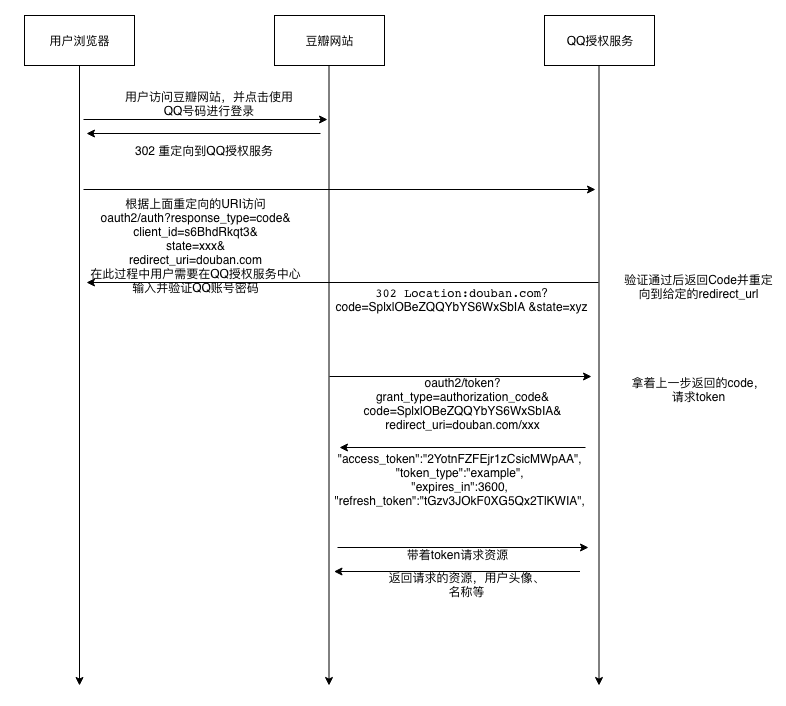 用户浏览器
豆瓣网站
QQ授权服务
用户访问豆瓣网站，并点击使用
QQ号码进行登录
302 重定向到QQ授权服务
根据上面重定向的URI访问
oauth2/auth?response_type=code&
client_id=s6BhdRkqt3&
state=xxx&
redirect_uri=douban.com
在此过程中用户需要在QQ授权服务中心
输入并验证QQ账号密码
验证通过后返回Code并重定
向到给定的redirect_url
302 Location:douban.com?
code=SplxlOBeZQQYbYS6WxSbIA &state=xyz
oauth2/token?
grant_type=authorization_code&
code=SplxlOBeZQQYbYS6WxSbIA&
redirect_uri=douban.com/xxx
拿着上一步返回的code，
请求token
"access_token":"2YotnFZFEjr1zCsicMWpAA",
"token_type":"example",
"expires_in":3600,
"refresh_token":"tGzv3JOkF0XG5Qx2TlKWIA",
带着token请求资源
返回请求的资源，用户头像、
名称等